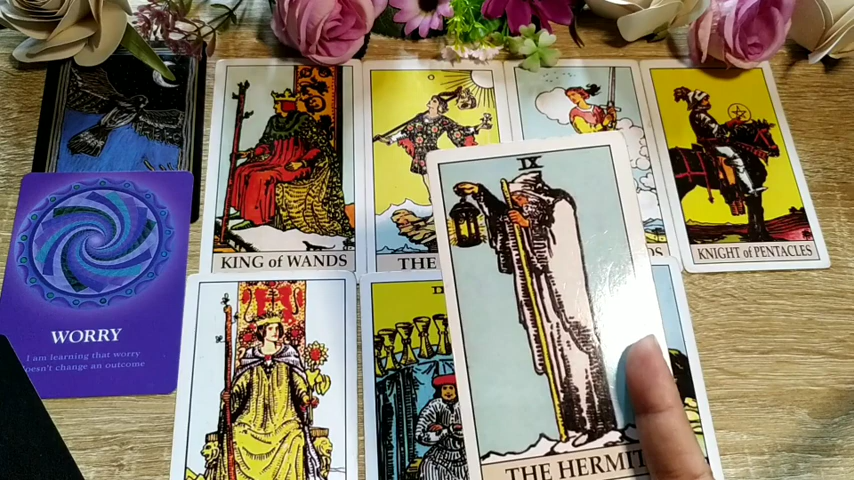 KING of WANDS
THE
KNIGHT of PENTACLES
WORRY
I am learning that worry
doesn't change an outcome
IX
THE HERMIT